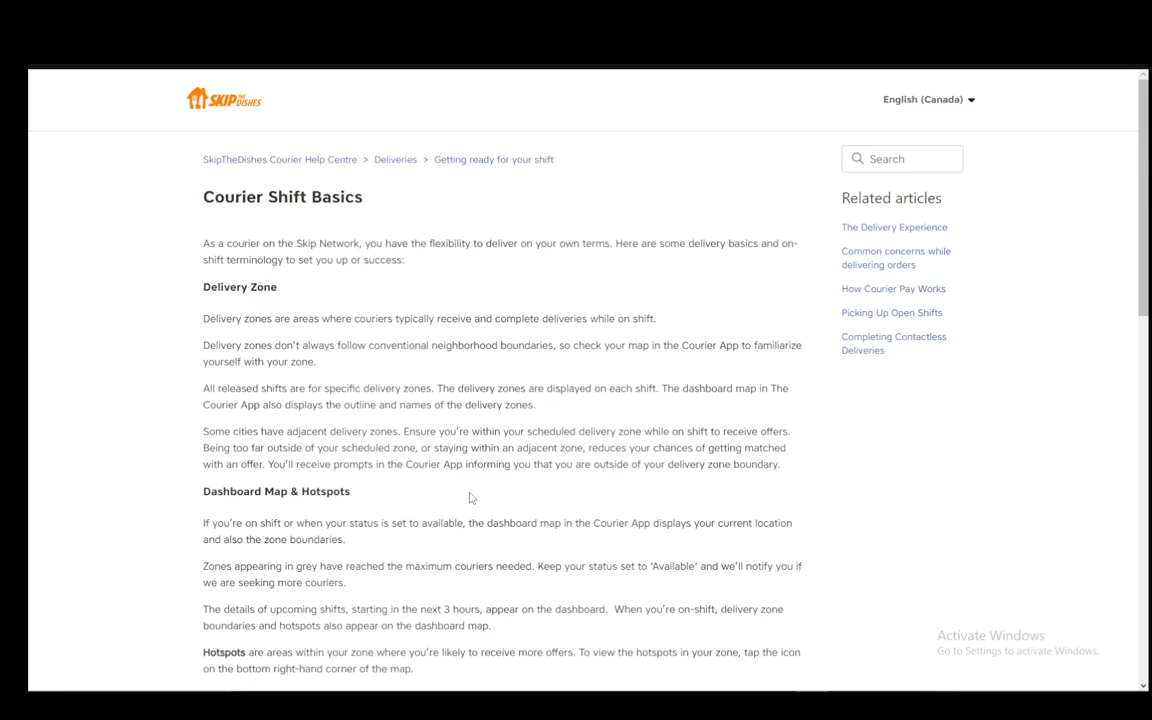 SKIP THE DISHES
English (Canada)
SkipTheDishes Courier Help Centre > Deliveries > Getting ready for your shift
Search
Courier Shift Basics
Related articles
The Delivery Experience
Common concerns while
delivering orders
How Courier Pay Works
Picking Up Open Shifts
Completing Contactless
Deliveries
As a courier on the Skip Network, you have the flexibility to deliver on your own terms. Here are some delivery basics and on-
shift terminology to set you up or success:
Delivery Zone
Delivery zones are areas where couriers typically receive and complete deliveries while on shift.
Delivery zones don't always follow conventional neighborhood boundaries, so check your map in the Courier App to familiarize
yourself with your zone.
All released shifts are for specific delivery zones. The delivery zones are displayed on each shift. The dashboard map in The
Courier App also displays the outline and names of the delivery zones.
Some cities have adjacent delivery zones. Ensure you're within your scheduled delivery zone while on shift to receive offers.
Being too far outside of your scheduled zone, or staying within an adjacent zone, reduces your chances of getting matched
with an offer. You'll receive prompts in the Courier App informing you that you are outside of your delivery zone boundary.
Dashboard Map & Hotspots
If you're on shift or when your status is set to available, the dashboard map in the Courier App displays your current location
and also the zone boundaries.
Zones appearing in grey have reached the maximum couriers needed. Keep your status set to 'Available' and we'll notify you if
we are seeking more couriers.
The details of upcoming shifts, starting in the next 3 hours, appear on the dashboard. When you're on-shift, delivery zone
boundaries and hotspots also appear on the dashboard map.
Hotspots are areas within your zone where you're likely to receive more offers. To view the hotspots in your zone, tap the icon
on the bottom right-hand corner of the map.
Activate Windows
Go to Settings to activate Windows.